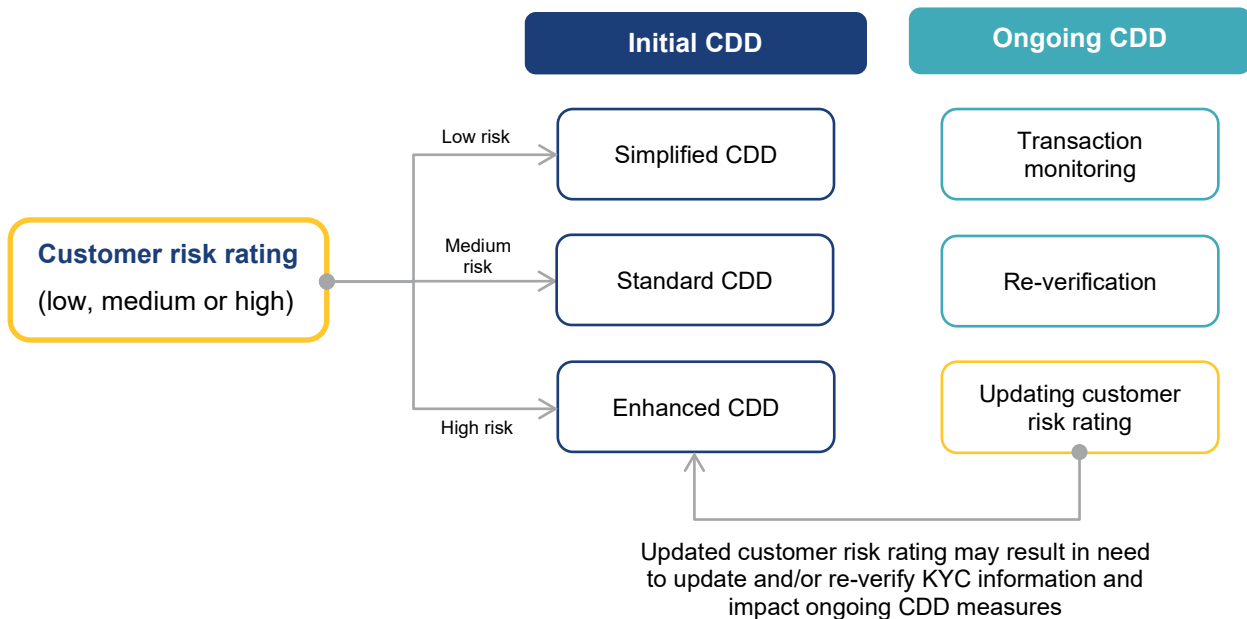 Initial CDD
Ongoing CDD
Low risk
Simplified CDD
Transaction
monitoring
Customer risk rating
(low, medium or high)
Medium
risk
Standard CDD
Re-verification
High risk
Enhanced CDD
Updating customer
risk rating
Updated customer risk rating may result in need
to update and/or re-verify KYC information and
impact ongoing CDD measures